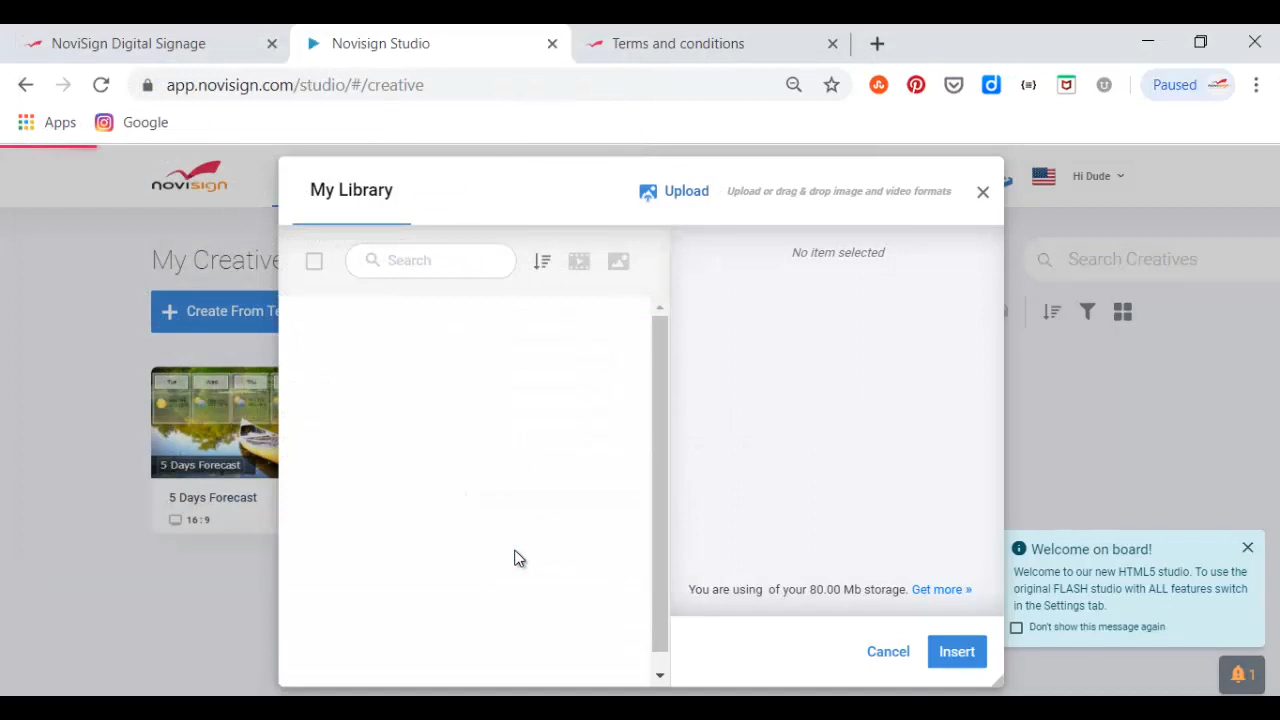 NoviSign Digital Signage
Novisign Studio
Terms and conditions
app.novisign.com/studio/#/creative
Paused
Apps
Google
novisign
My Library
Upload
Upload or drag & drop image and video formats
Hi Dude
My Creative
Search
No item selected
Search Creatives
+ Create From Te
Tue Wed Thu
5 Days Forecast
5 Days Forecast
16:9
You are using of your 80.00 Mb storage. Get more »
Cancel
Insert
Welcome on board!
Welcome to our new HTML5 studio. To use the
original FLASH studio with ALL features switch
in the Settings tab.
Don't show this message again
1